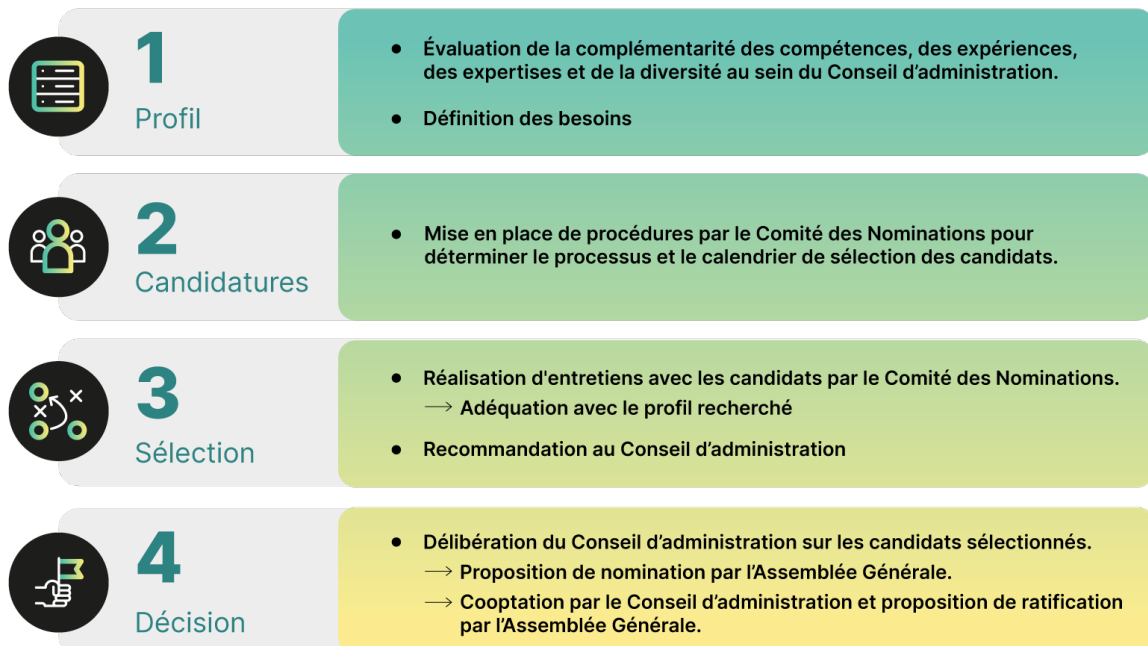 1
Profil
● Évaluation de la complémentarité des compétences, des expériences,
des expertises et de la diversité au sein du Conseil d’administration.
● Définition des besoins
2
Candidatures
● Mise en place de procédures par le Comité des Nominations pour
déterminer le processus et le calendrier de sélection des candidats.
3
Sélection
● Réalisation d'entretiens avec les candidats par le Comité des Nominations.
→ Adéquation avec le profil recherché
● Recommandation au Conseil d’administration
4
Décision
● Délibération du Conseil d’administration sur les candidats sélectionnés.
→ Proposition de nomination par l’Assemblée Générale.
→ Cooptation par le Conseil d’administration et proposition de ratification
par l’Assemblée Générale.